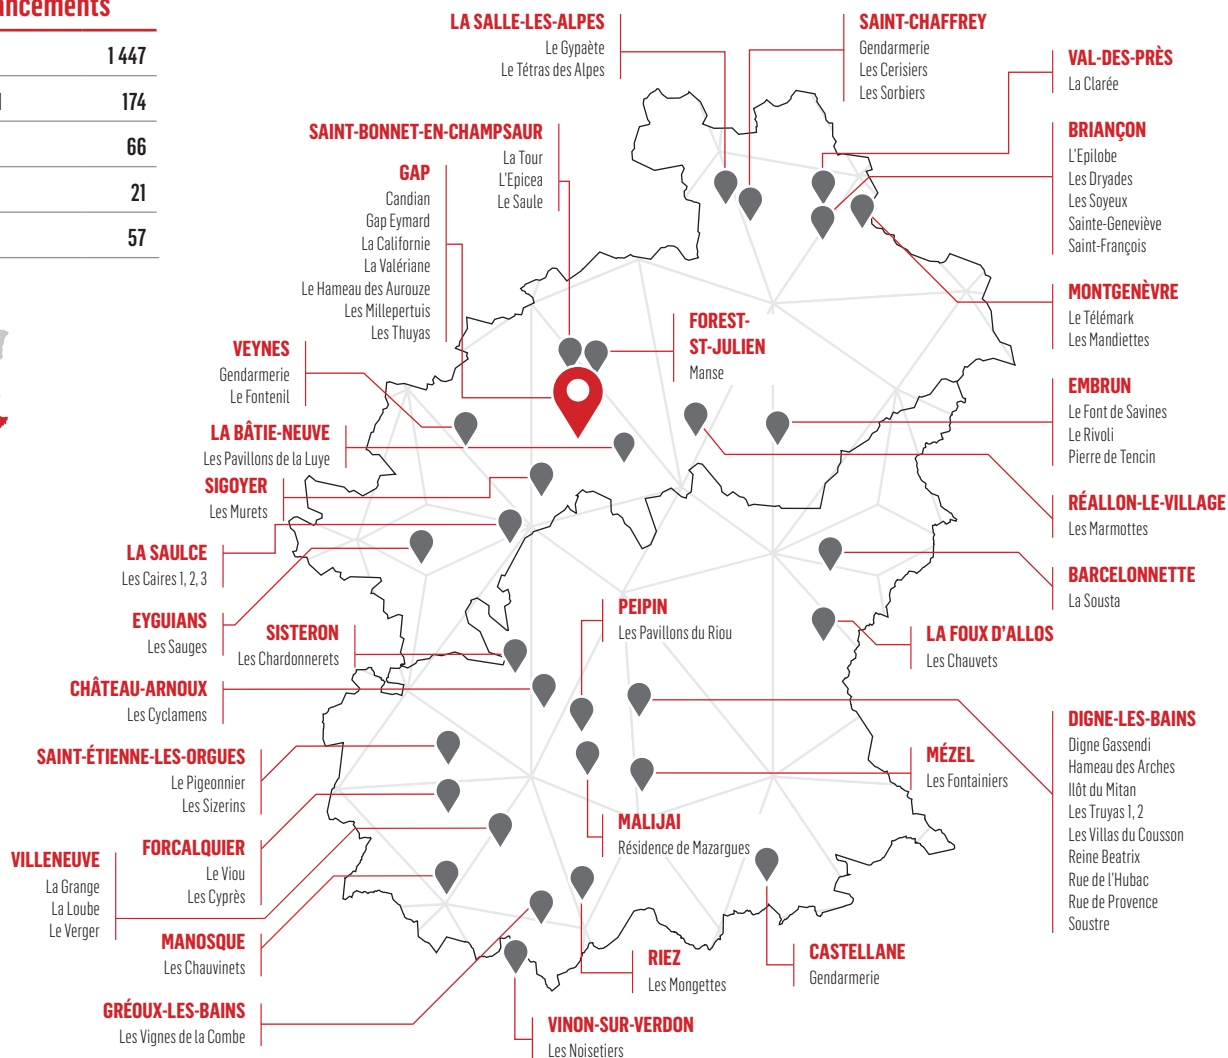 1 447
174
66
21
57
LA SALLE-LES-ALPES
Le Gypaète
Le Tétras des Alpes
SAINT-CHAFFREY
Gendarmerie
Les Cerisiers
Les Sorbiers
VAL-DES-PRÈS
La Clarée
BRIANÇON
L'Epilobe
Les Dryades
Les Soyeux
Sainte-Geneviève
Saint-François
SAINT-BONNET-EN-CHAMPSAUR
La Tour
L'Epicea
Le Saule
GAP
Candian
Gap Eymard
La Californie
La Valériane
Le Hameau des Aurouze
Les Millepertuis
Les Thuyas
MONTGENÈVRE
Le Télémark
Les Mandiettes
FOREST-
ST-JULIEN
Manse
VEYNES
Gendarmerie
Le Fontenil
EMBRUN
Le Font de Savines
Le Rivoli
Pierre de Tencin
LA BÂTIE-NEUVE
Les Pavillons de la Luye
SIGOYER
Les Murets
RÉALLON-LE-VILLAGE
Les Marmottes
LA SAULCE
Les Caires 1, 2, 3
BARCELONNETTE
La Sousta
EYGUIANS
Les Sauges
SISTERON
Les Chardonnerets
PEIPIN
Les Pavillons du Riou
LA FOUX D'ALLOS
Les Chauvets
CHÂTEAU-ARNOUX
Les Cyclamens
DIGNE-LES-BAINS
Digne Gassendi
Hameau des Arches
Ilôt du Mitan
Les Truyas 1, 2
Les Villas du Cousson
Reine Beatrix
Rue de l'Hubac
Rue de Provence
Soustre
SAINT-ÉTIENNE-LES-ORGUES
Le Pigeonnier
Les Sizerins
MÉZEL
Les Fontainiers
MALIJAI
Résidence de Mazargues
FORCALQUIER
Le Viou
Les Cyprès
VILLENEUVE
La Grange
La Loube
Le Verger
MANOSQUE
Les Chauvinets
RIEZ
Les Mongettes
CASTELLANE
Gendarmerie
GRÉOUX-LES-BAINS
Les Vignes de la Combe
VINON-SUR-VERDON
Les Noisetiers